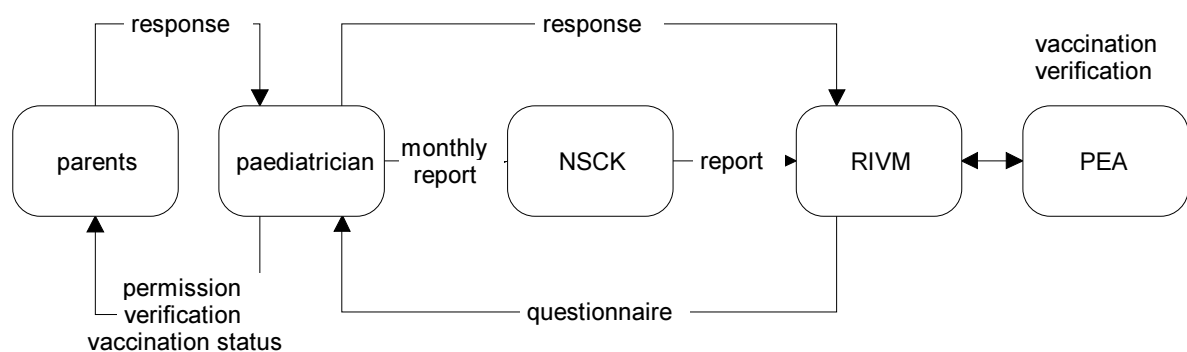 response
response
vaccination
verification
parents
paediatrician
monthly
report
NSCK
report
RIVM
PEA
permission
verification
vaccination status
questionnaire